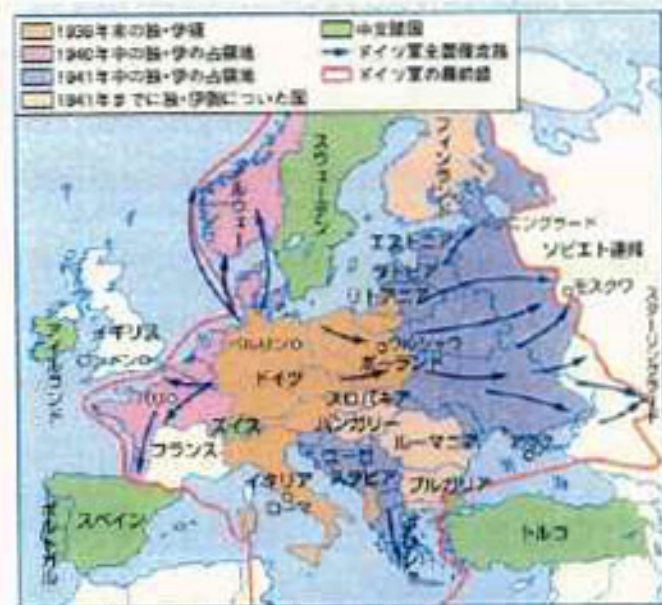 1939年末の独・伊領
1940年中の独・伊の占領地
1941年中の独・伊の占領地
1941年までに独・伊側についた国
中立諸国
ドイツ軍の最前線
フィンランド
スウェーデン
ノルウェー
エストニア
ラトビア
リトアニア
ニングラード
ソビエト連邦
モスクワ
イギリス
ロンドン
アイルランド
ベルリン
ワルシャワ
ポーランド
ドイツ
パリ
スロバキア
スイス
ハンガリー
フランス
ルーマニア
ユーゴ
スラビア
イタリア
ローマ
ブルガリア
スペイン
ポルトガル
トルコ